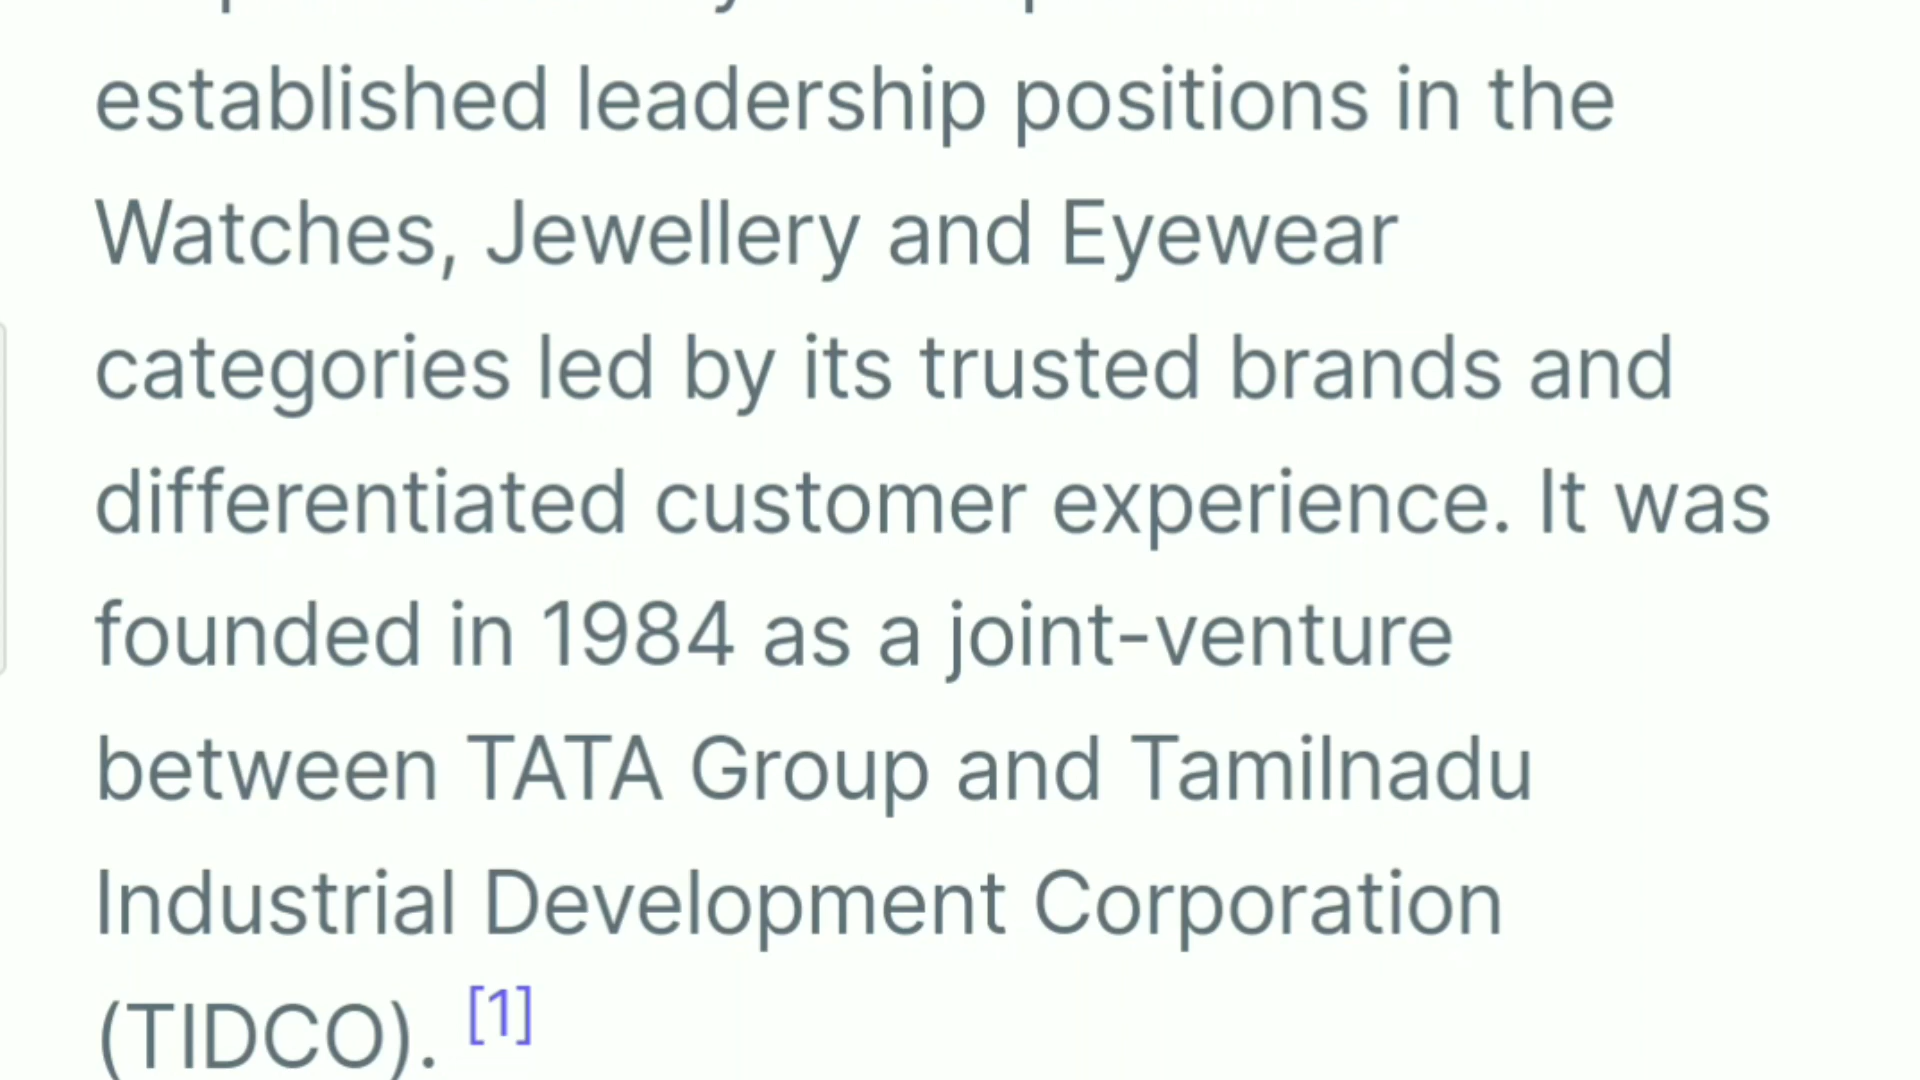 established leadership positions in the
Watches, Jewellery and Eyewear
categories led by its trusted brands and
differentiated customer experience. It was
founded in 1984 as a joint-venture
between TATA Group and Tamilnadu
Industrial Development Corporation
(TIDCO). [1]